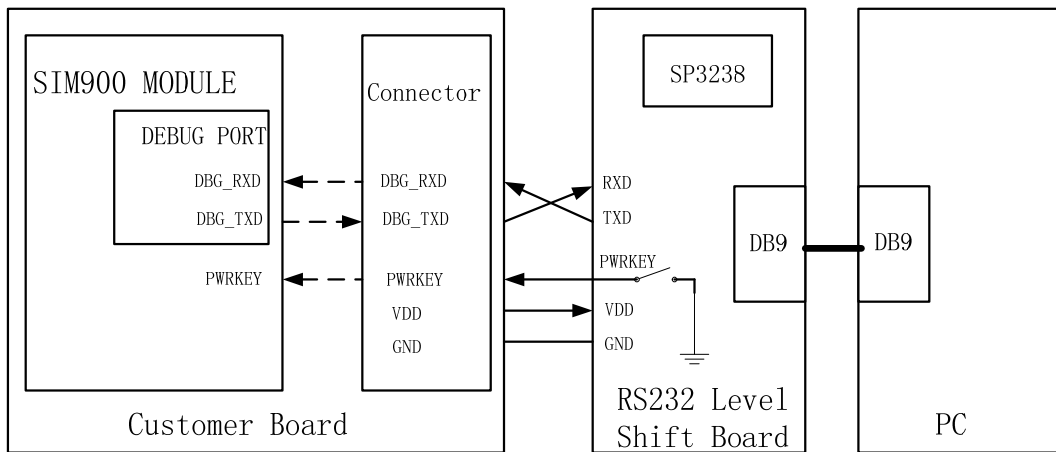 SIM900 MODULE
DEBUG PORT
DBG_RXD
DBG_TXD
PWRKEY
Connector
DBG_RXD
DBG_TXD
PWRKEY
VDD
GND
Customer Board
SP3238
RXD
TXD
PWRKEY
VDD
GND
DB9
RS232 Level
Shift Board
DB9
PC